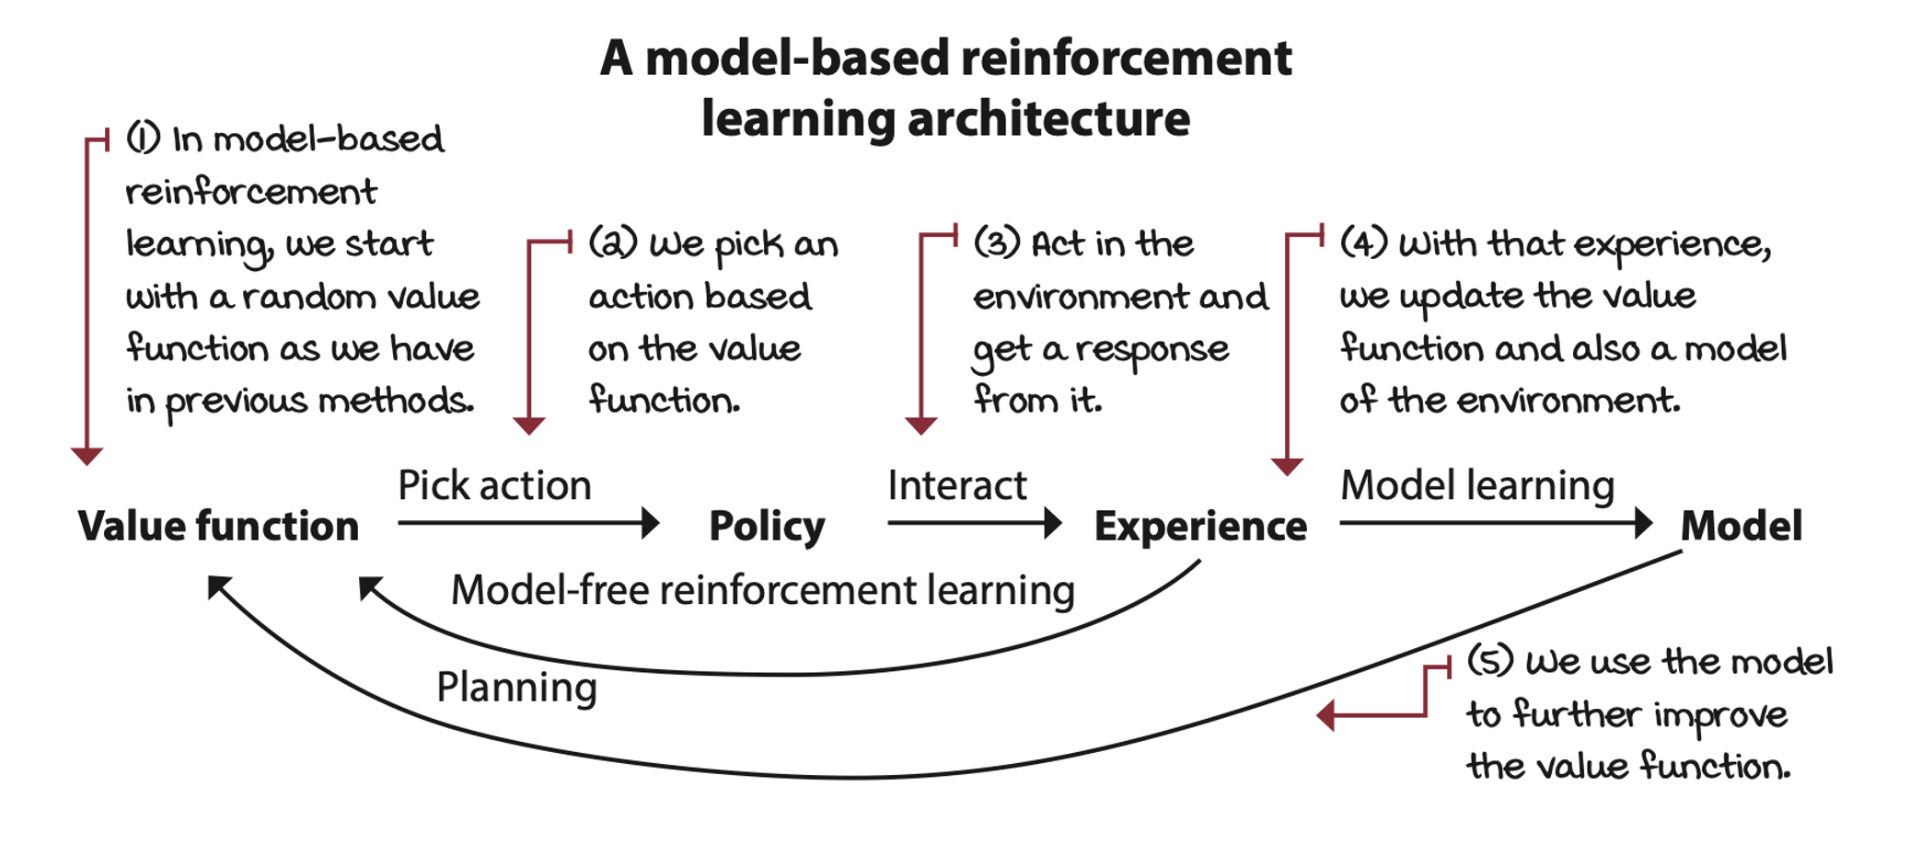 A model-based reinforcement
learning architecture
(1) In model-based
reinforcement
learning, we start
with a random value
function as we have
in previous methods.
(2) We pick an
action based
on the value
function.
(3) Act in the
environment and
get a response
from it.
(4) With that experience,
we update the value
function and also a model
of the environment.
Value function
Pick action
Policy
Interact
Experience
Model learning
Model
Model-free reinforcement learning
Planning
(5) We use the model
to further improve
the value function.